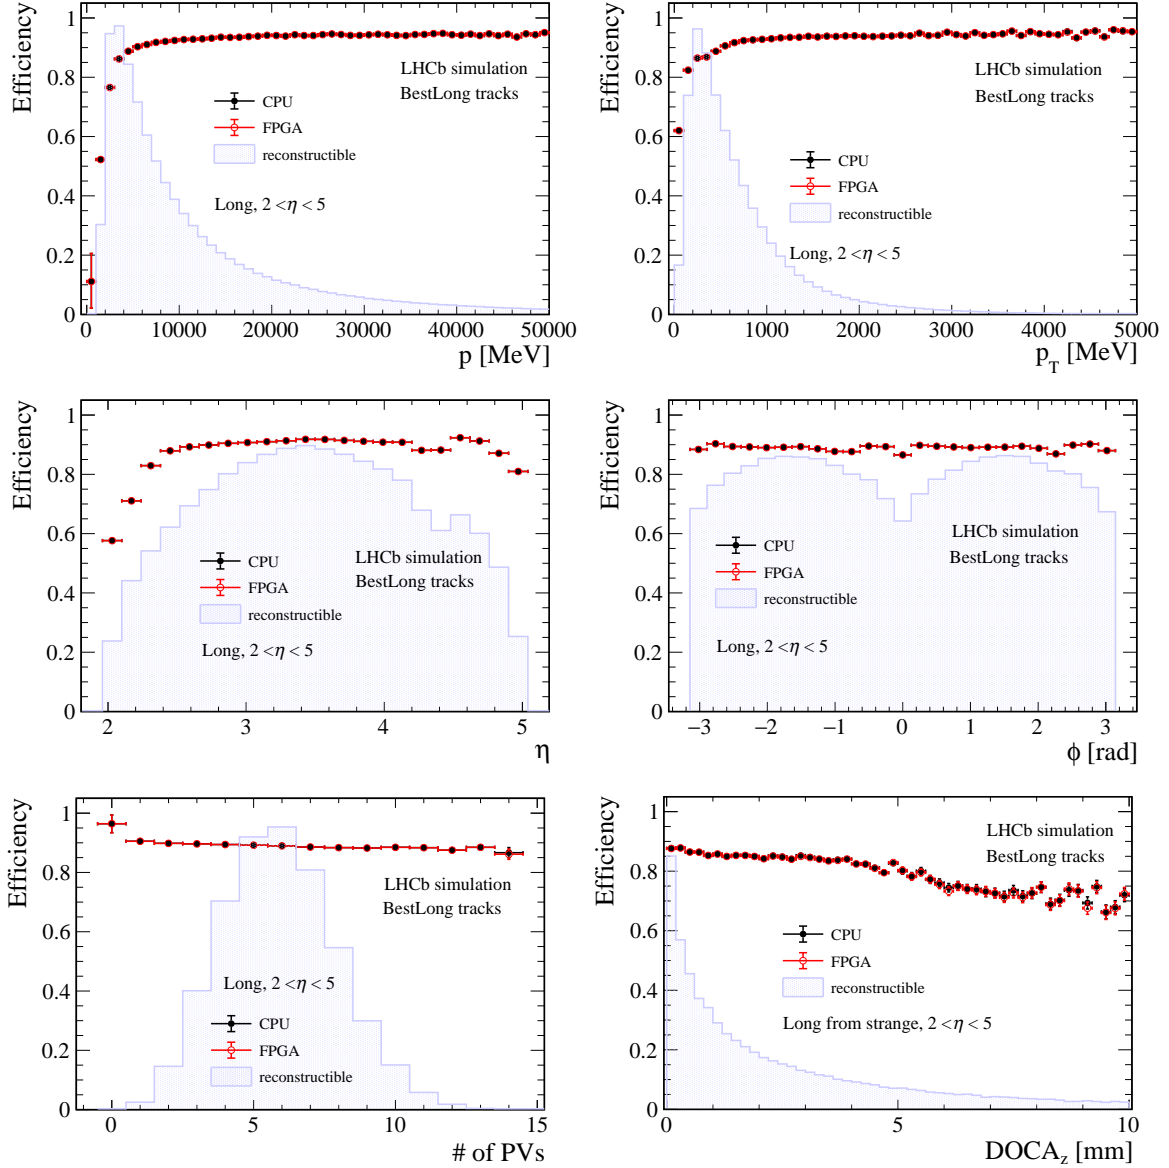 Efficiency
1
0.8
0.6
0.4
0.2
0
LHCb simulation
BestLong tracks
CPU
FPGA
reconstructible
Long, 2 <η < 5
0 10000 20000 30000 40000 50000
p [MeV]
Efficiency
1
0.8
0.6
0.4
0.2
0
LHCb simulation
BestLong tracks
CPU
FPGA
reconstructible
Long, 2 <η < 5
0 1000 2000 3000 4000 5000
p_T [MeV]
Efficiency
1
0.8
0.6
0.4
0.2
0
LHCb simulation
BestLong tracks
CPU
FPGA
reconstructible
Long, 2 <η < 5
2 3 4 5
η
Efficiency
1
0.8
0.6
0.4
0.2
0
LHCb simulation
BestLong tracks
CPU
FPGA
reconstructible
Long, 2 <η < 5
−3 −2 −1 0 1 2 3
ϕ [rad]
Efficiency
1
0.8
0.6
0.4
0.2
0
LHCb simulation
BestLong tracks
Long, 2 <η < 5
CPU
FPGA
reconstructible
0 5 10 15
# of PVs
Efficiency
1
0.8
0.6
0.4
0.2
0
LHCb simulation
BestLong tracks
CPU
FPGA
reconstructible
Long from strange, 2 <η < 5
0 5 10
DOCA_z [mm]